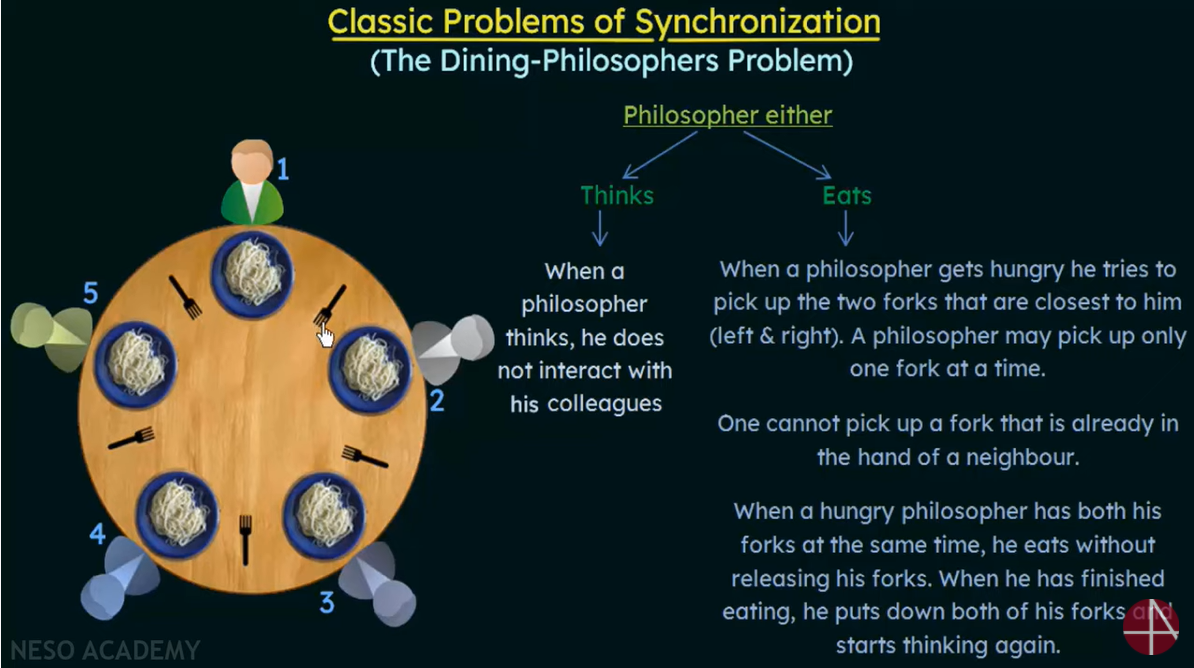 Classic Problems of Synchronization
(The Dining-Philosophers Problem)
Philosopher either
Thinks
Eats
When a
philosopher
thinks, he does
not interact with
his colleagues
When a philosopher gets hungry he tries to
pick up the two forks that are closest to him
(left & right). A philosopher may pick up only
one fork at a time.
One cannot pick up a fork that is already in
the hand of a neighbour.
When a hungry philosopher has both his
forks at the same time, he eats without
releasing his forks. When he has finished
eating, he puts down both of his forks and
starts thinking again.
1
5
2
4
3
NESO ACADEMY